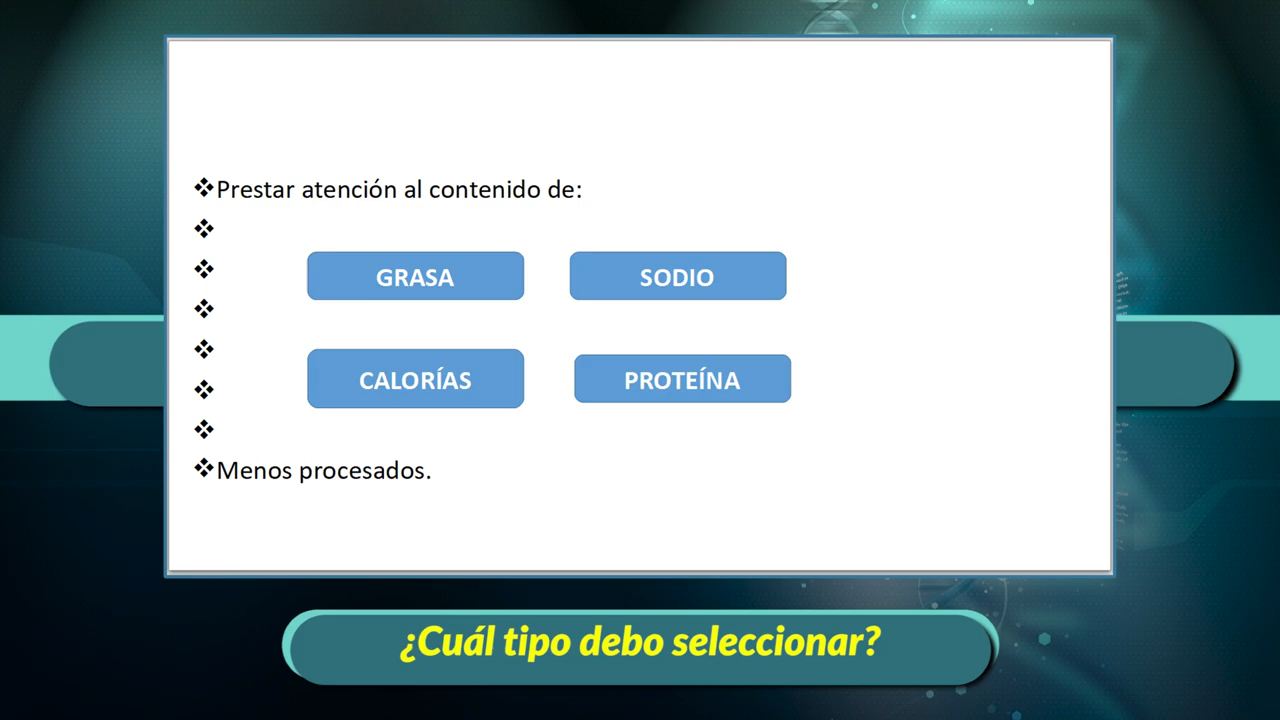 Prestar atención al contenido de:
GRASA SODIO
CALORÍAS PROTEÍNA
Menos procesados.
¿Cuál tipo debo seleccionar?